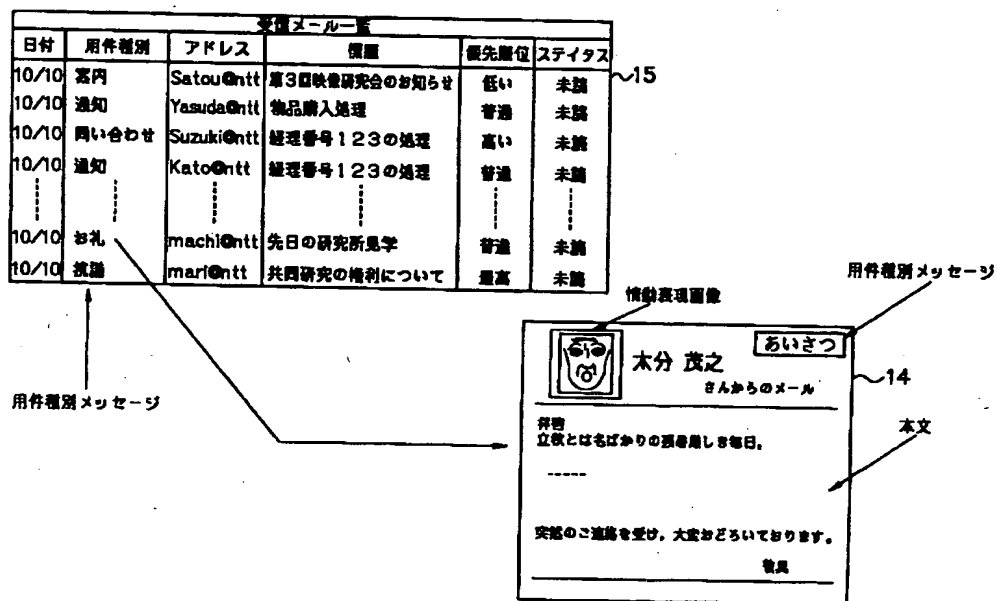 受信メール一覧
日付 用件種別 アドレス 標題 優先順位 ステイタス
10/10 案内 Satou@ntt 第3回映像研究会のお知らせ 低い 未読
10/10 通知 Yasuda@ntt 物品購入処理 普通 未読
10/10 問い合わせ Suzuki@ntt 経理番号123の処理 高い 未読
10/10 通知 Kato@ntt 経理番号123の処理 普通 未読
10/10 お礼 machi@ntt 先日の研究所見学 普通 未読
10/10 抗議 mari@ntt 共同研究の権利について 最高 未読
15
用件種別メッセージ
情動表現画像
用件種別メッセージ
あいさつ
太分 茂之
さんからのメール
14
拝啓
立秋とは名ばかりの残暑厳しき毎日。
-----
本文
突然のご連絡を受け，大変おどろいております。
敬具